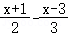 x+1/2 - x-3/3